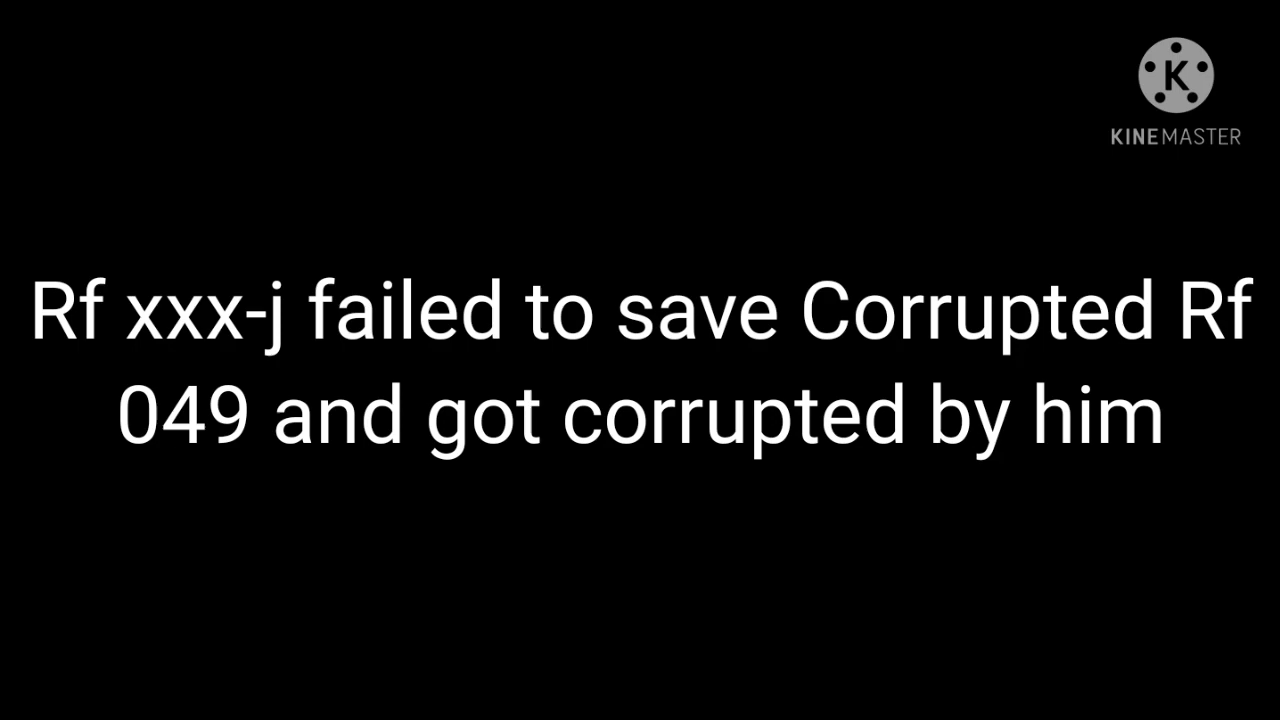 K
KINEMASTER
Rf xxx-j failed to save Corrupted Rf
049 and got corrupted by him